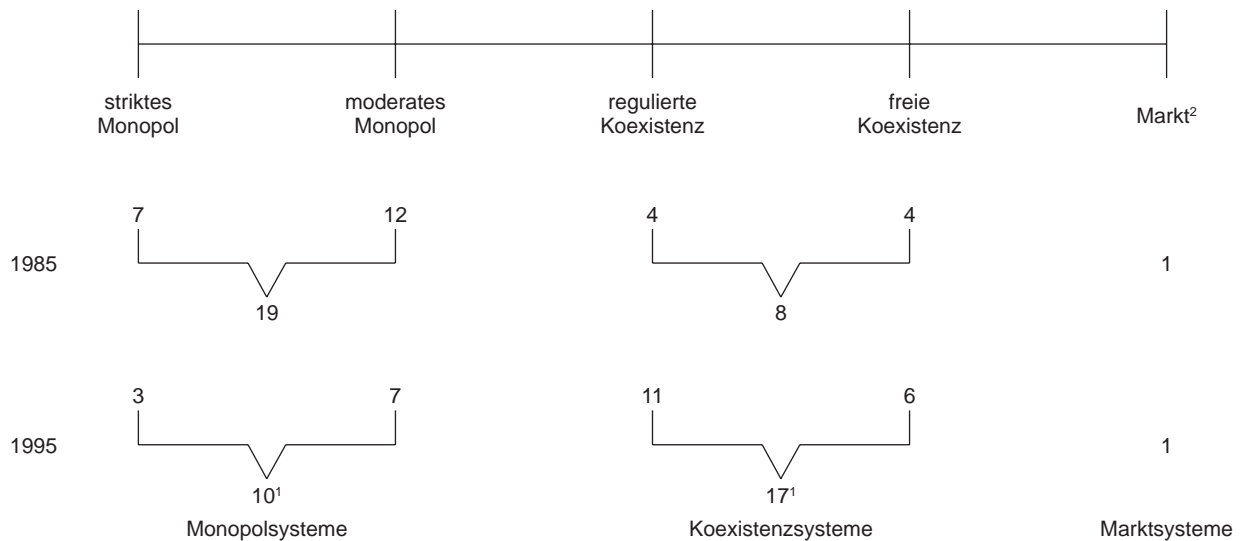 striktes
Monopol
moderates
Monopol
regulierte
Koexistenz
freie
Koexistenz
Markt²
7 12 4 4
1985 1
19 8
3 7 11 6
1995 1
10¹ 17¹
Monopolsysteme Koexistenzsysteme Marktsysteme